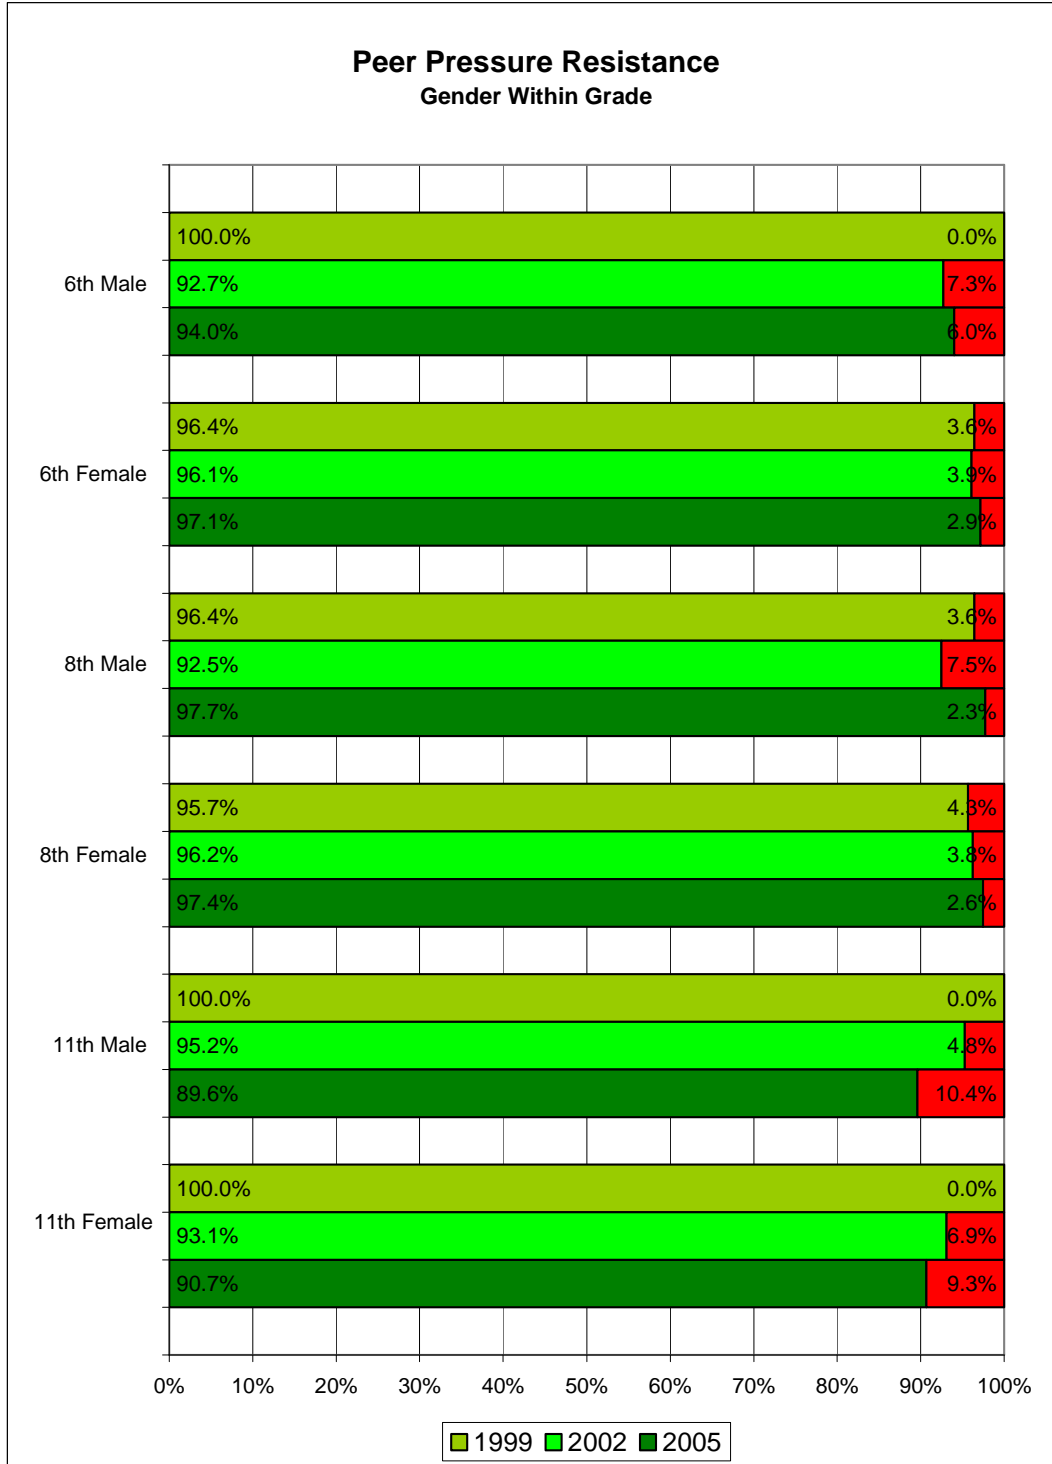 Peer Pressure Resistance
Gender Within Grade
100.0% 0.0%
6th Male 92.7% 7.3%
94.0% 6.0%
96.4% 3.6%
6th Female 96.1% 3.9%
97.1% 2.9%
96.4% 3.6%
8th Male 92.5% 7.5%
97.7% 2.3%
95.7% 4.3%
8th Female 96.2% 3.8%
97.4% 2.6%
100.0% 0.0%
11th Male 95.2% 4.8%
89.6% 10.4%
100.0% 0.0%
11th Female 93.1% 6.9%
90.7% 9.3%
0% 10% 20% 30% 40% 50% 60% 70% 80% 90% 100%
1999 2002 2005